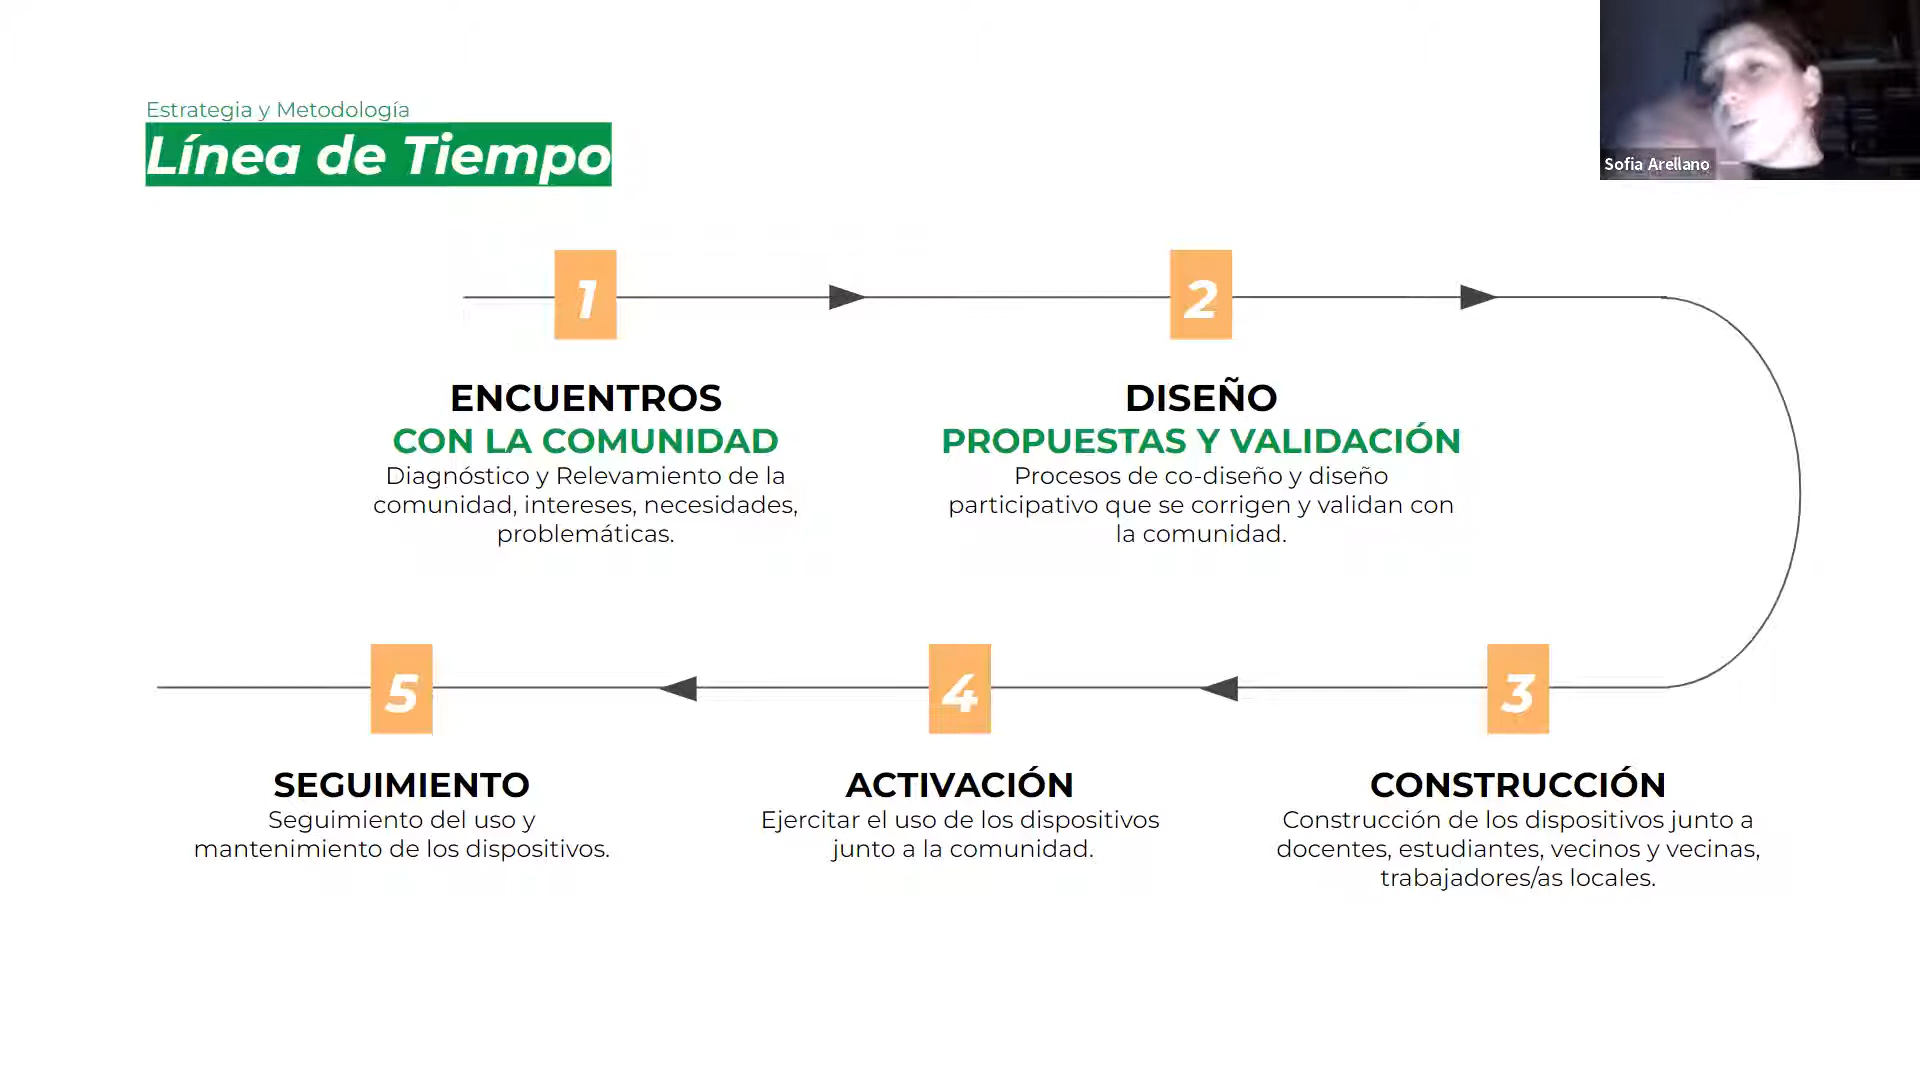 Estrategia y Metodología
Línea de Tiempo
Sofia Arellano
1
2
ENCUENTROS
CON LA COMUNIDAD
Diagnóstico y Relevamiento de la
comunidad, intereses, necesidades,
problemáticas.
DISEÑO
PROPUESTAS Y VALIDACIÓN
Procesos de co-diseño y diseño
participativo que se corrigen y validan con
la comunidad.
5
4
3
SEGUIMIENTO
Seguimiento del uso y
mantenimiento de los dispositivos.
ACTIVACIÓN
Ejercitar el uso de los dispositivos
junto a la comunidad.
CONSTRUCCIÓN
Construcción de los dispositivos junto a
docentes, estudiantes, vecinos y vecinas,
trabajadores/as locales.